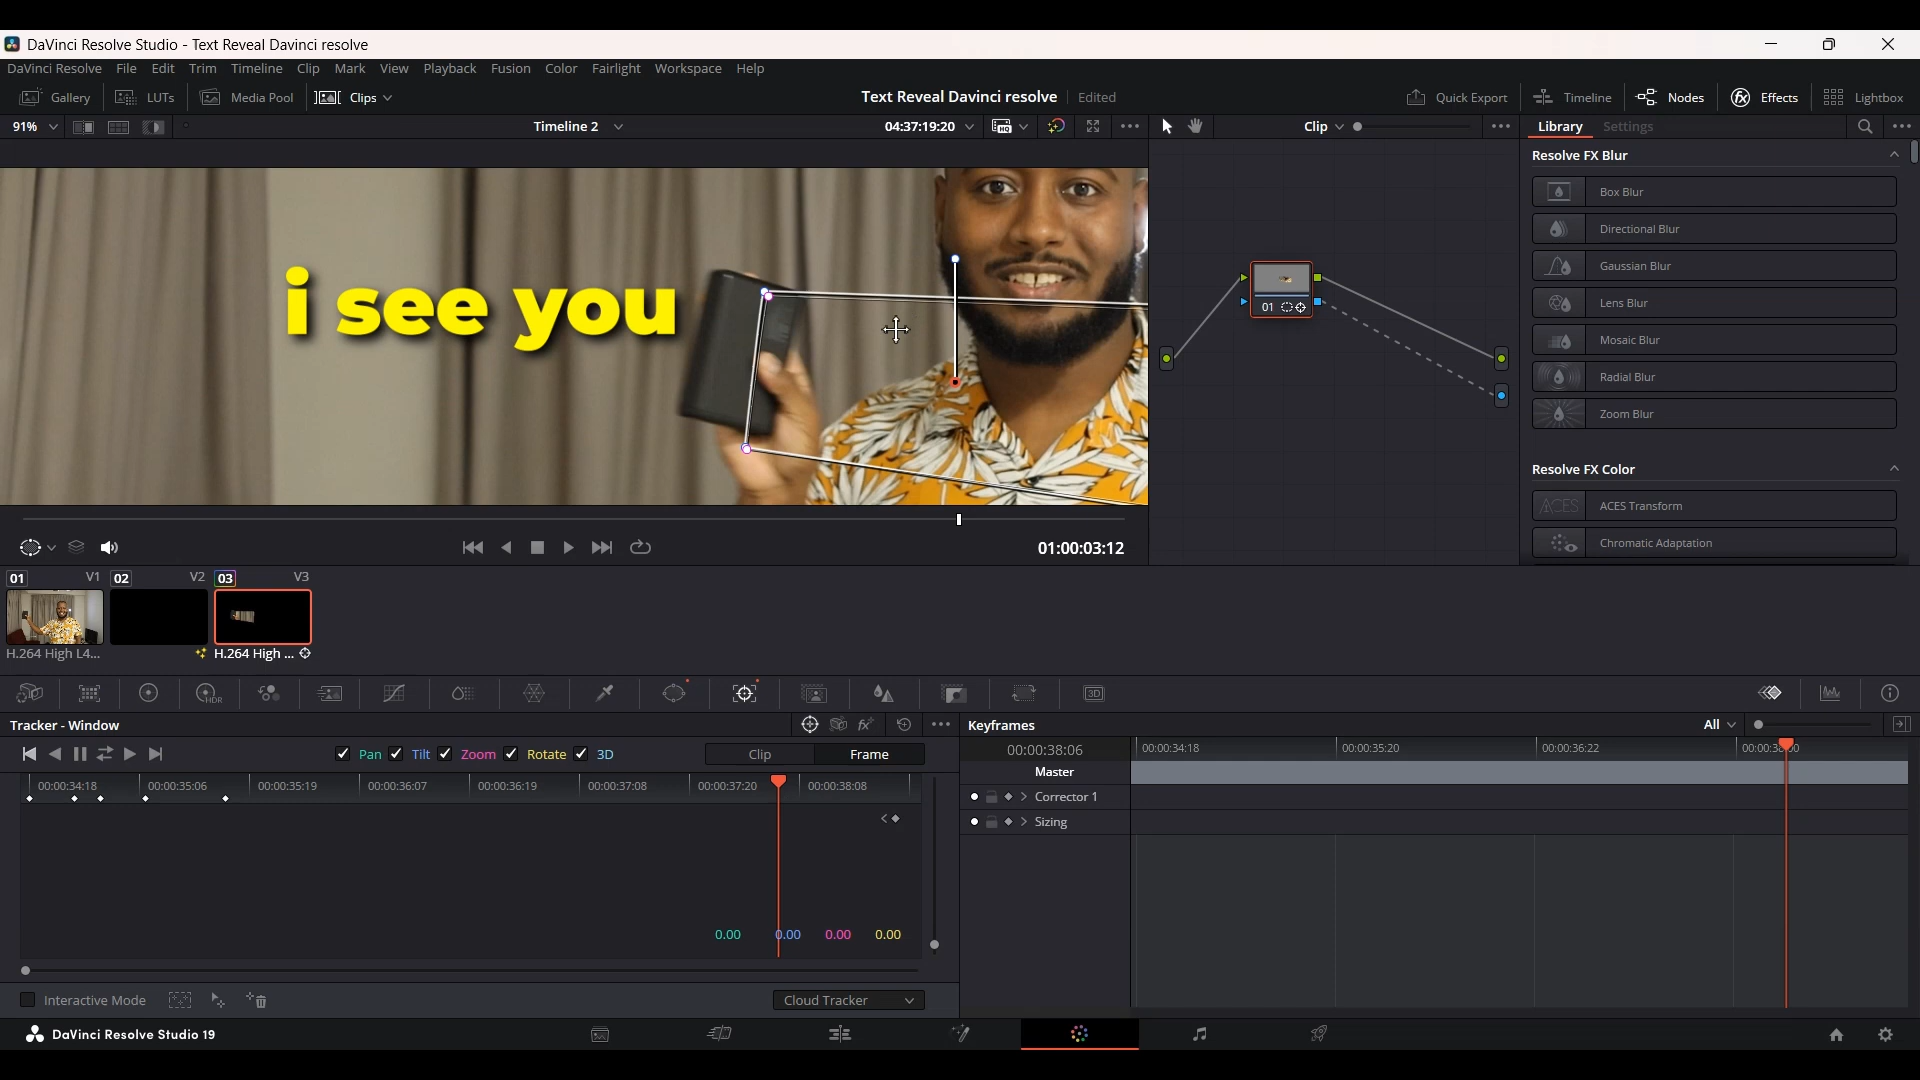 DaVinci Resolve Studio - Text Reveal Davinci resolve
DaVinci Resolve File Edit Trim Timeline Clip Mark View Playback Fusion Color Fairlight Workspace Help
Gallery LUTs Media Pool Clips Text Reveal Davinci resolve Edited Quick Export Timeline Nodes Effects Lightbox
91% Timeline 2 04:37:19:20 Clip Library Settings
Resolve FX Blur
Box Blur
Directional Blur
Gaussian Blur
Lens Blur
Mosaic Blur
Radial Blur
Zoom Blur
Resolve FX Color
ACES Transform
Chromatic Adaptation
i see you
01
01:00:03:12
01 V1 02 V2 03 V3
H.264 High L4... H.264 High ...
HDR
3D
Tracker - Window
Pan Tilt Zoom Rotate 3D Clip Frame
00:00:34:18 00:00:35:06 00:00:35:19 00:00:36:07 00:00:36:19 00:00:37:08 00:00:37:20 00:00:38:08
0.00 0.00 0.00 0.00
Interactive Mode Cloud Tracker
Keyframes All
00:00:38:06 00:00:34:18 00:00:35:20 00:00:36:22
Master
Corrector 1
Sizing
DaVinci Resolve Studio 19